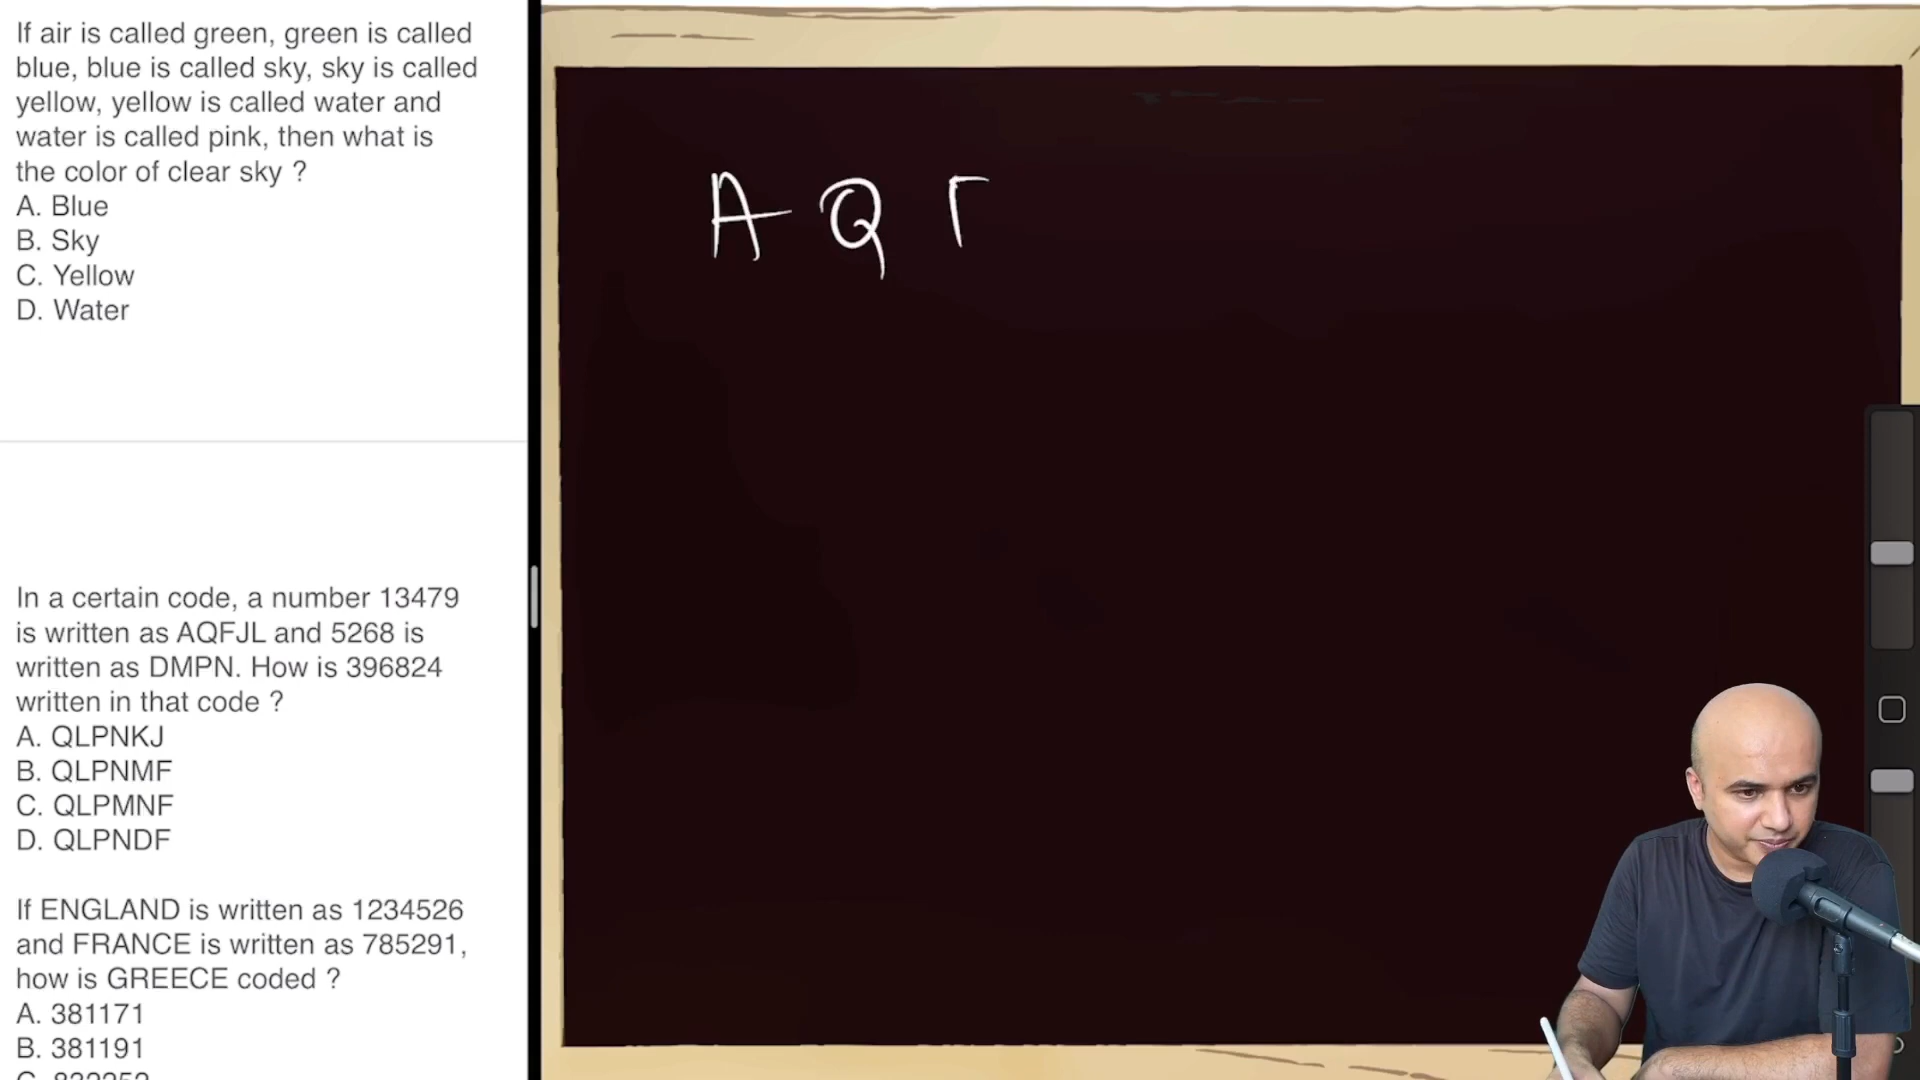 If air is called green, green is called
blue, blue is called sky, sky is called
yellow, yellow is called water and
water is called pink, then what is
the color of clear sky ?
A. Blue
B. Sky
C. Yellow
D. Water
In a certain code, a number 13479
is written as AQFJL and 5268 is
written as DMPN. How is 396824
written in that code ?
A. QLPNKJ
B. QLPNMF
C. QLPMNF
D. QLPNDF
If ENGLAND is written as 1234526
and FRANCE is written as 785291,
how is GREECE coded ?
A. 381171
B. 381191
A Q